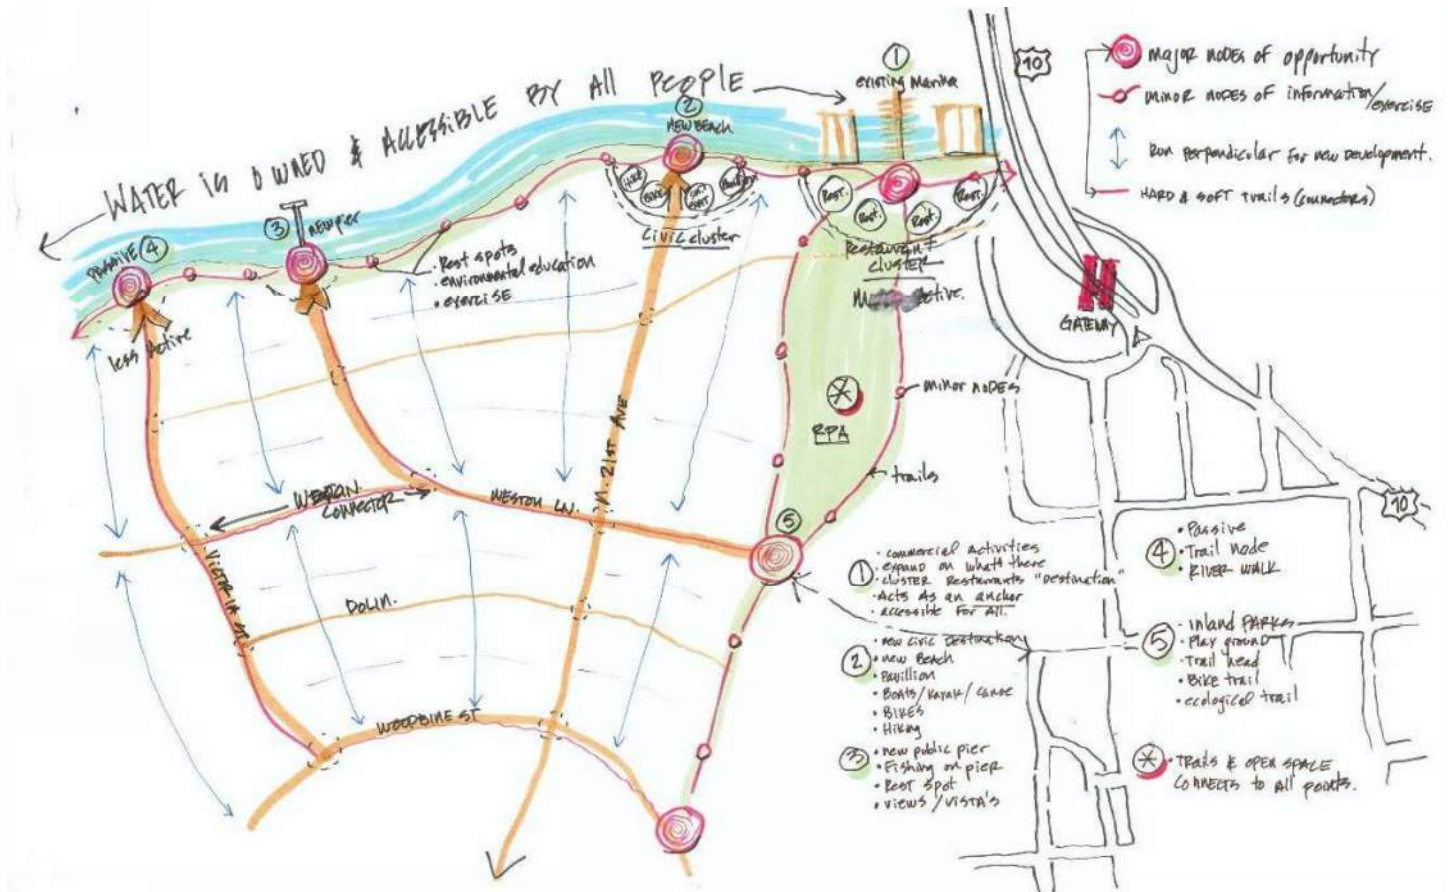 WATER IS OWNED & ACCESSIBLE BY All PEOPLE
①
existing Marina
②
NEW BEACH
③
NEW pier
PASSIVE ④
less Active
• Rest spots
• environmental education
• exercise
Hike
BIKE
Civic cluster
Rest.
Rest.
Rest.
Rest.
Restaurant
CLUSTER
Active.
10
major nodes of opportunity
minor nodes of information/
exercise
Run perpendicular for new Development.
HARD & SOFT Trails (connectors)
GATEWAY
minor nodes
RPA
trails
N. 21ST AVE
WESTON
CONNECTOR
WESTON LN.
⑤
VICTORIA ST.
DOLIN.
WOODBINE ST
10
①
• commercial activities
• expand on what's there
• cluster Restaurants "Destination"
• Acts as an anchor
• accessible For All.
②
• new civic Destination
• new Beach
• Pavillion
• Boats/Kayak/Canoe
• BIKES
• Hiking
③
• new public pier
• Fishing on pier
• Rest spot
• views/VISTA'S
④
• Passive
• Trail node
• RIVER WALK
⑤
• inland PARKS
• Play ground
• Trail head
• Bike trail
• ecological trail
• TRAILS & OPEN SPACE
CONNECTS to All points.